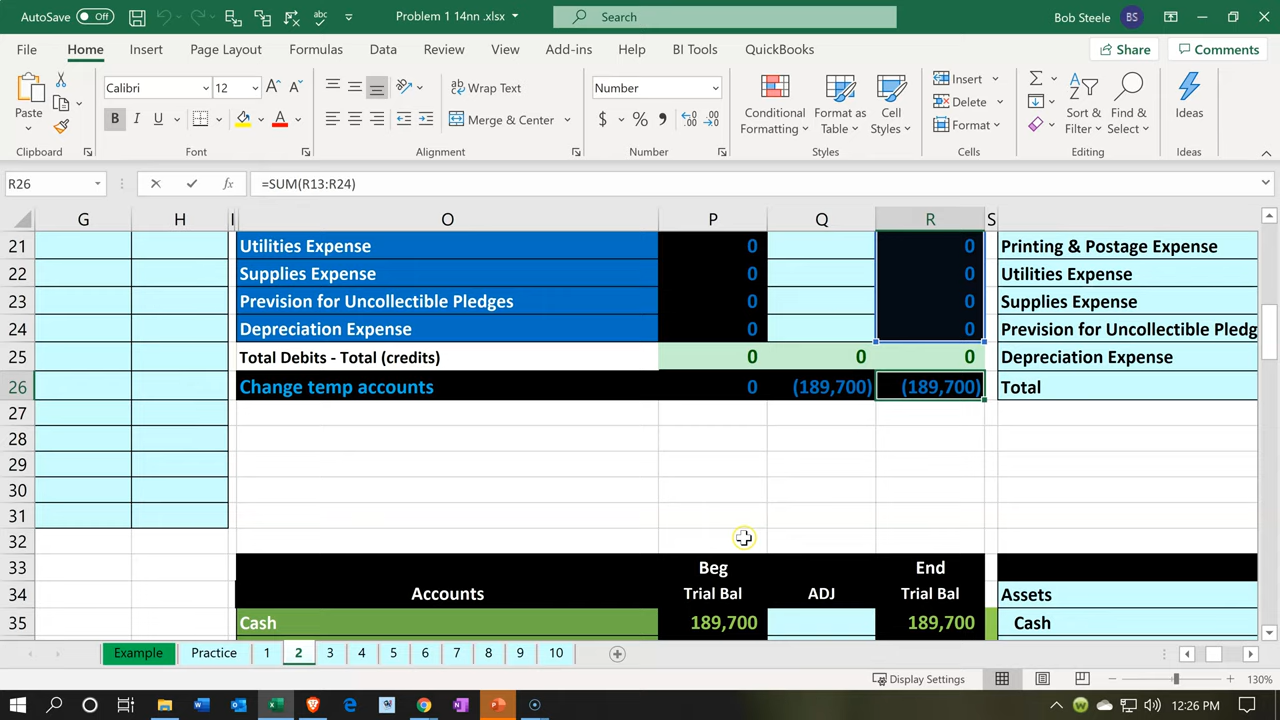 AutoSave Off
Problem 1 14nn .xlsx
Search
Bob Steele BS
File Home Insert Page Layout Formulas Data Review View Add-ins Help BI Tools QuickBooks
Share Comments
Paste
Clipboard
Calibri 12
B I U
Font
Wrap Text
Merge & Center
Alignment
Number
$ % ,
Number
Conditional Formatting
Format as Table
Cell Styles
Styles
Insert
Delete
Format
Cells
Sort & Filter
Find & Select
Editing
Ideas
Ideas
R26 fx =SUM(R13:R24)
G H I O P Q R S
21 Utilities Expense 0 0 Printing & Postage Expense
22 Supplies Expense 0 0 Utilities Expense
23 Prevision for Uncollectible Pledges 0 0 Supplies Expense
24 Depreciation Expense 0 0 Prevision for Uncollectible Pledg
25 Total Debits - Total (credits) 0 0 0 Depreciation Expense
26 Change temp accounts 0 (189,700) (189,700) Total
27
28
29
30
31
32
33 Beg End
34 Accounts Trial Bal ADJ Trial Bal Assets
35 Cash 189,700 189,700 Cash
Example Practice 1 2 3 4 5 6 7 8 9 10
Display Settings 130%
12:26 PM